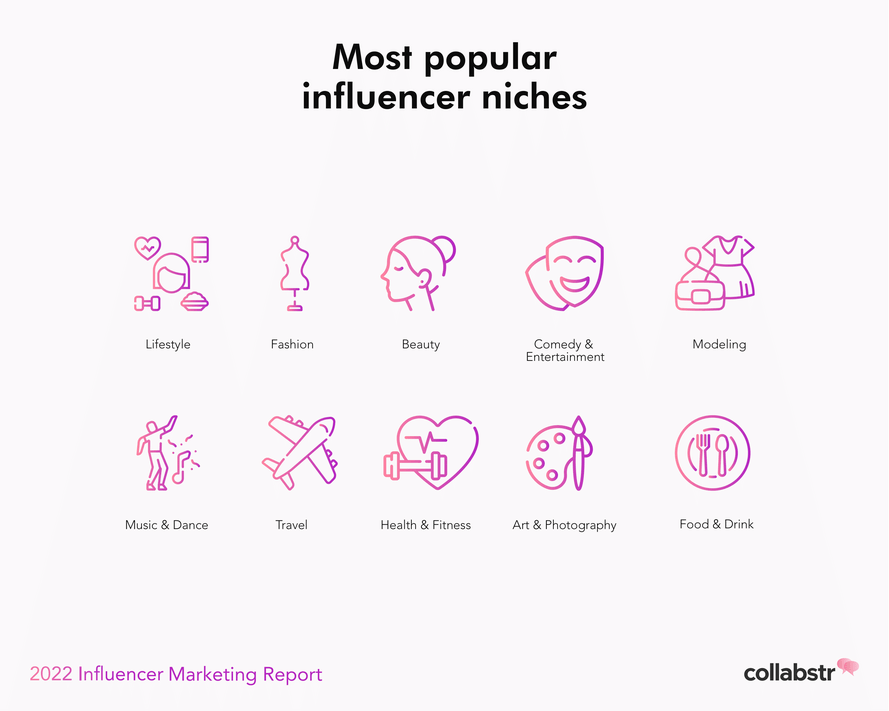 Most popular
influencer niches
Lifestyle
Fashion
Beauty
Comedy &
Entertainment
Modeling
Music & Dance
Travel
Health & Fitness
Art & Photography
Food & Drink
2022 Influencer Marketing Report
collabstr